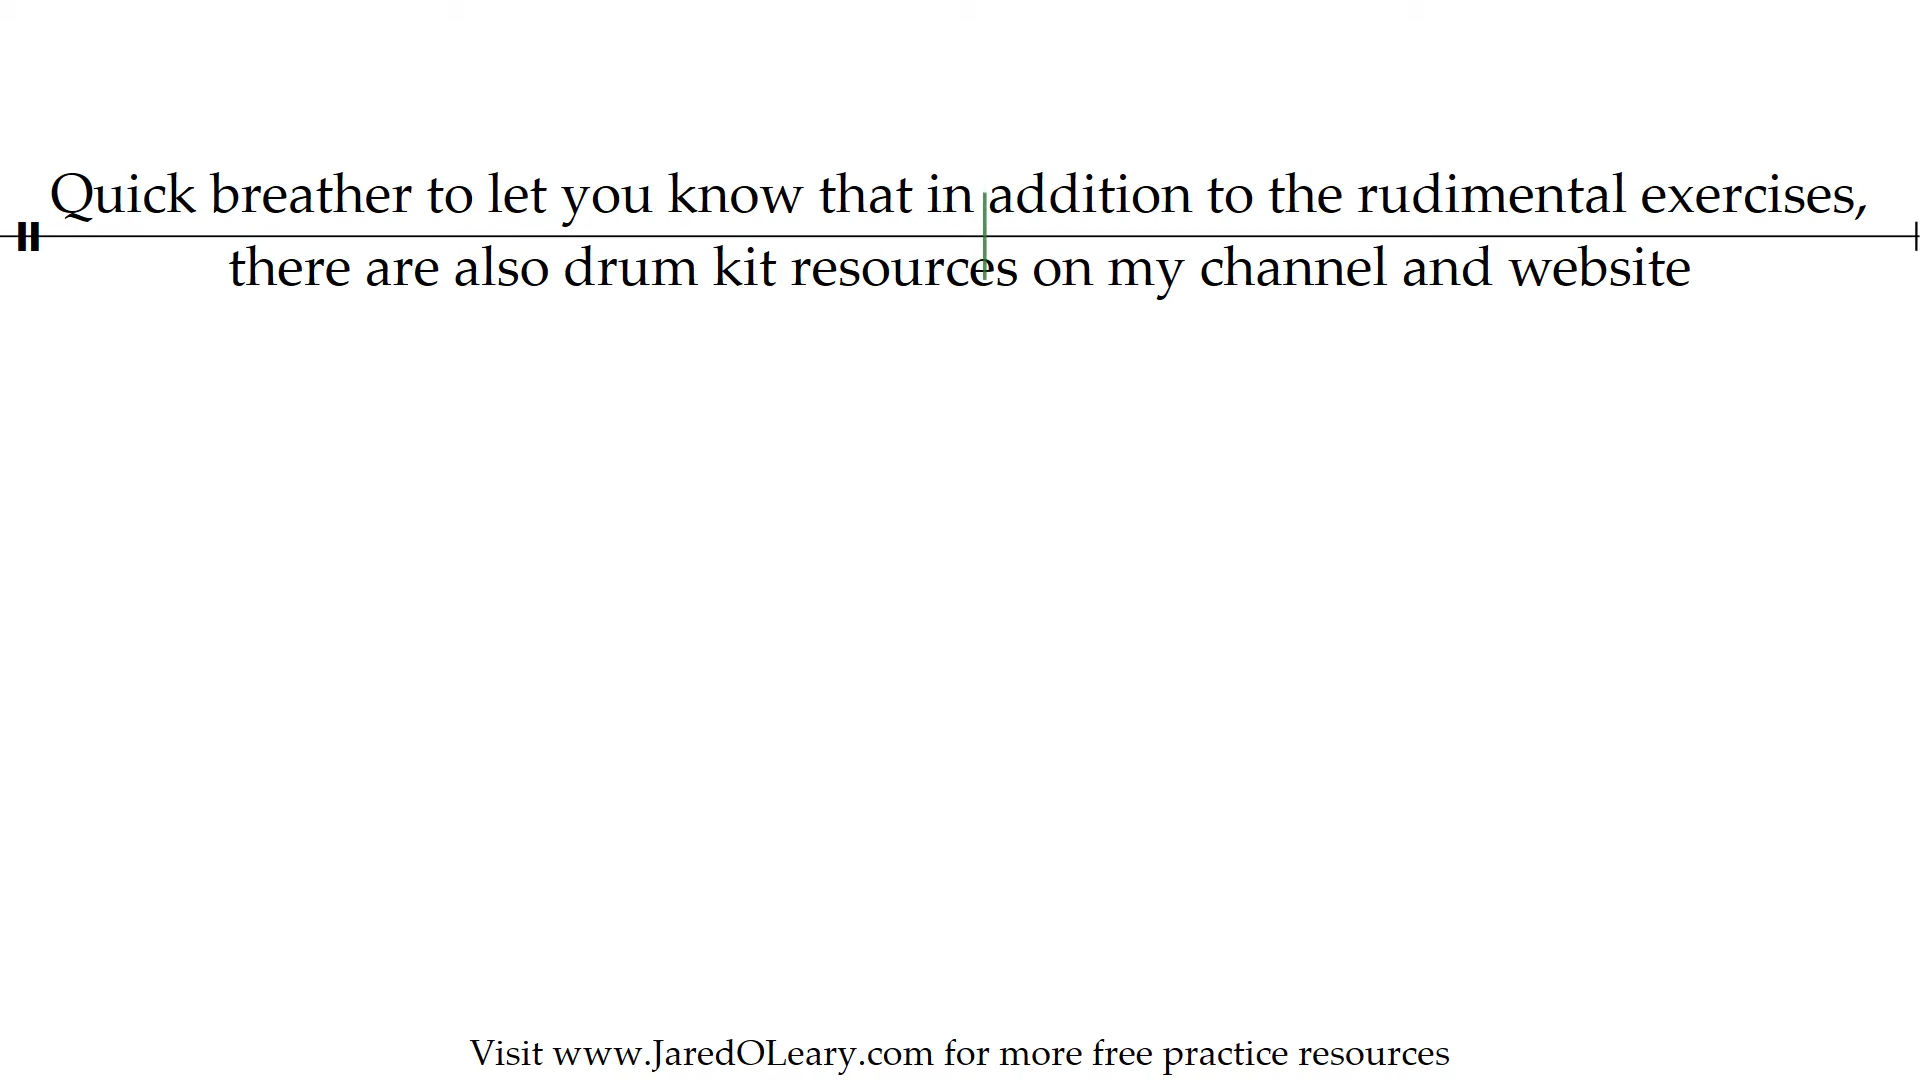 Quick breather to let you know that in addition to the rudimental exercises,
there are also drum kit resources on my channel and website
Visit www.JaredOLeary.com for more free practice resources